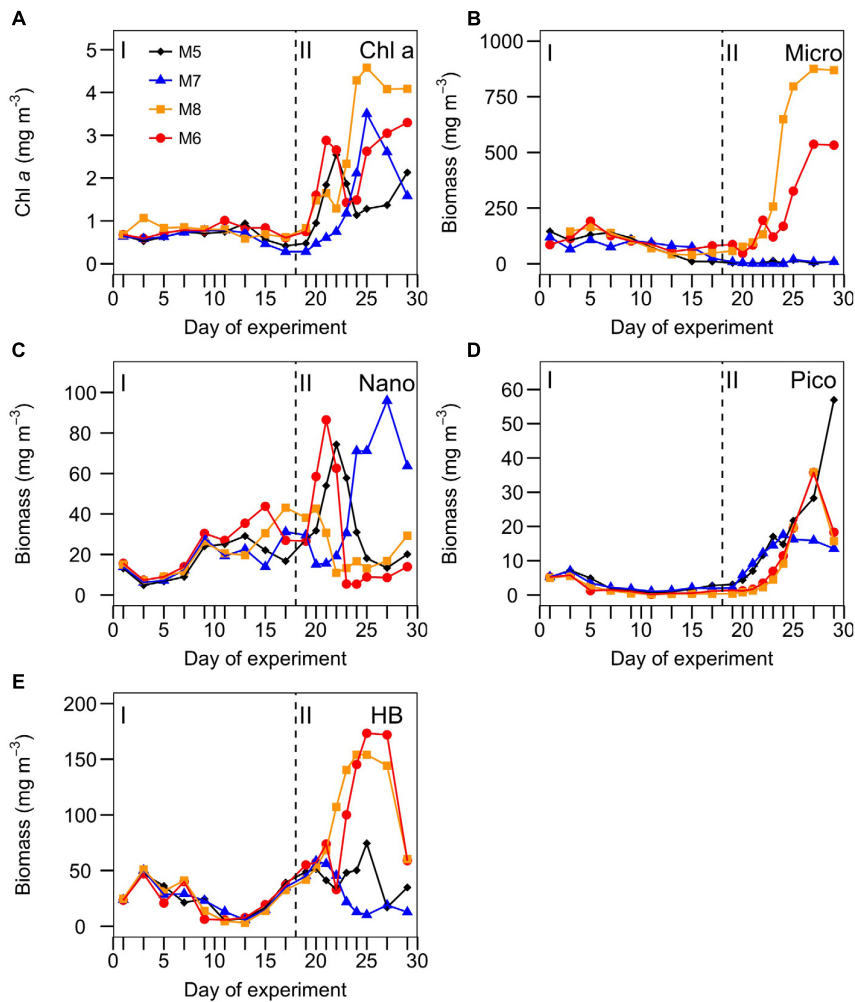 A
I
II
Chl a
M5
M7
M8
M6
5
4
3
2
1
0
Chl a (mg m⁻³)
0 1 5 10 15 20 25 30
Day of experiment
B
I
II
Micro
1000
750
500
250
0
Biomass (mg m⁻³)
0 1 5 10 15 20 25 30
Day of experiment
C
I
II
Nano
100
80
60
40
20
0
Biomass (mg m⁻³)
0 1 5 10 15 20 25 30
Day of experiment
D
I
II
Pico
60
50
40
30
20
10
0
Biomass (mg m⁻³)
0 1 5 10 15 20 25 30
Day of experiment
E
I
II
HB
200
150
100
50
0
Biomass (mg m⁻³)
0 1 5 10 15 20 25 30
Day of experiment